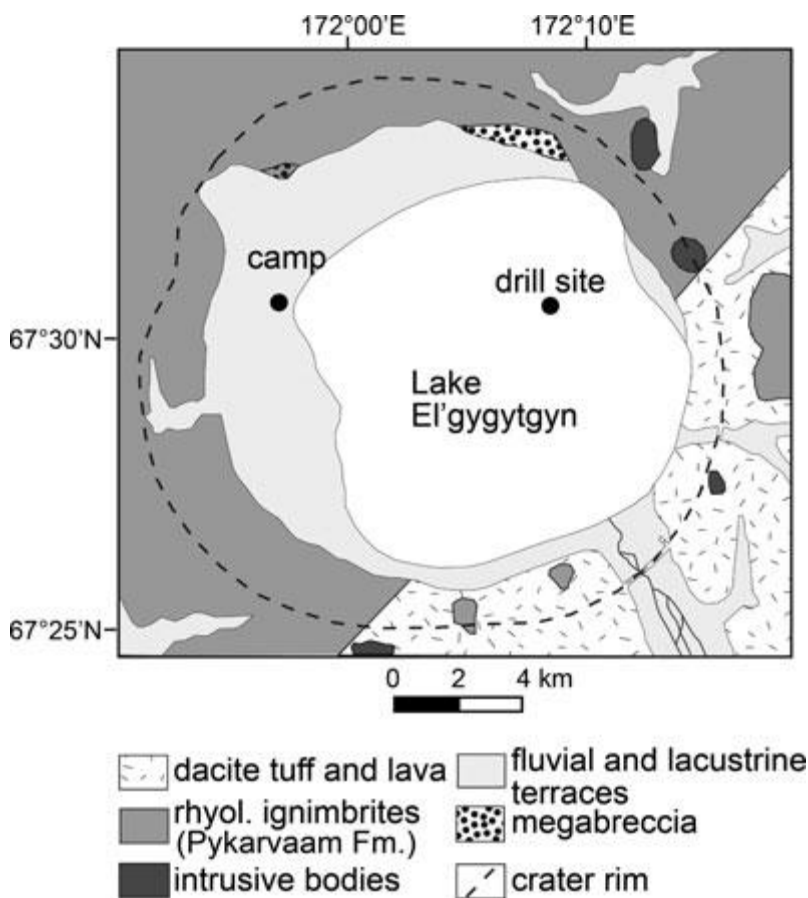 172°00'E 172°10'E
camp
drill site
67°30'N
Lake
El'gygytgyn
67°25'N
0 2 4 km
dacite tuff and lava
fluvial and lacustrine
terraces
rhyol. ignimbrites
(Pykarvaam Fm.)
megabreccia
intrusive bodies
crater rim